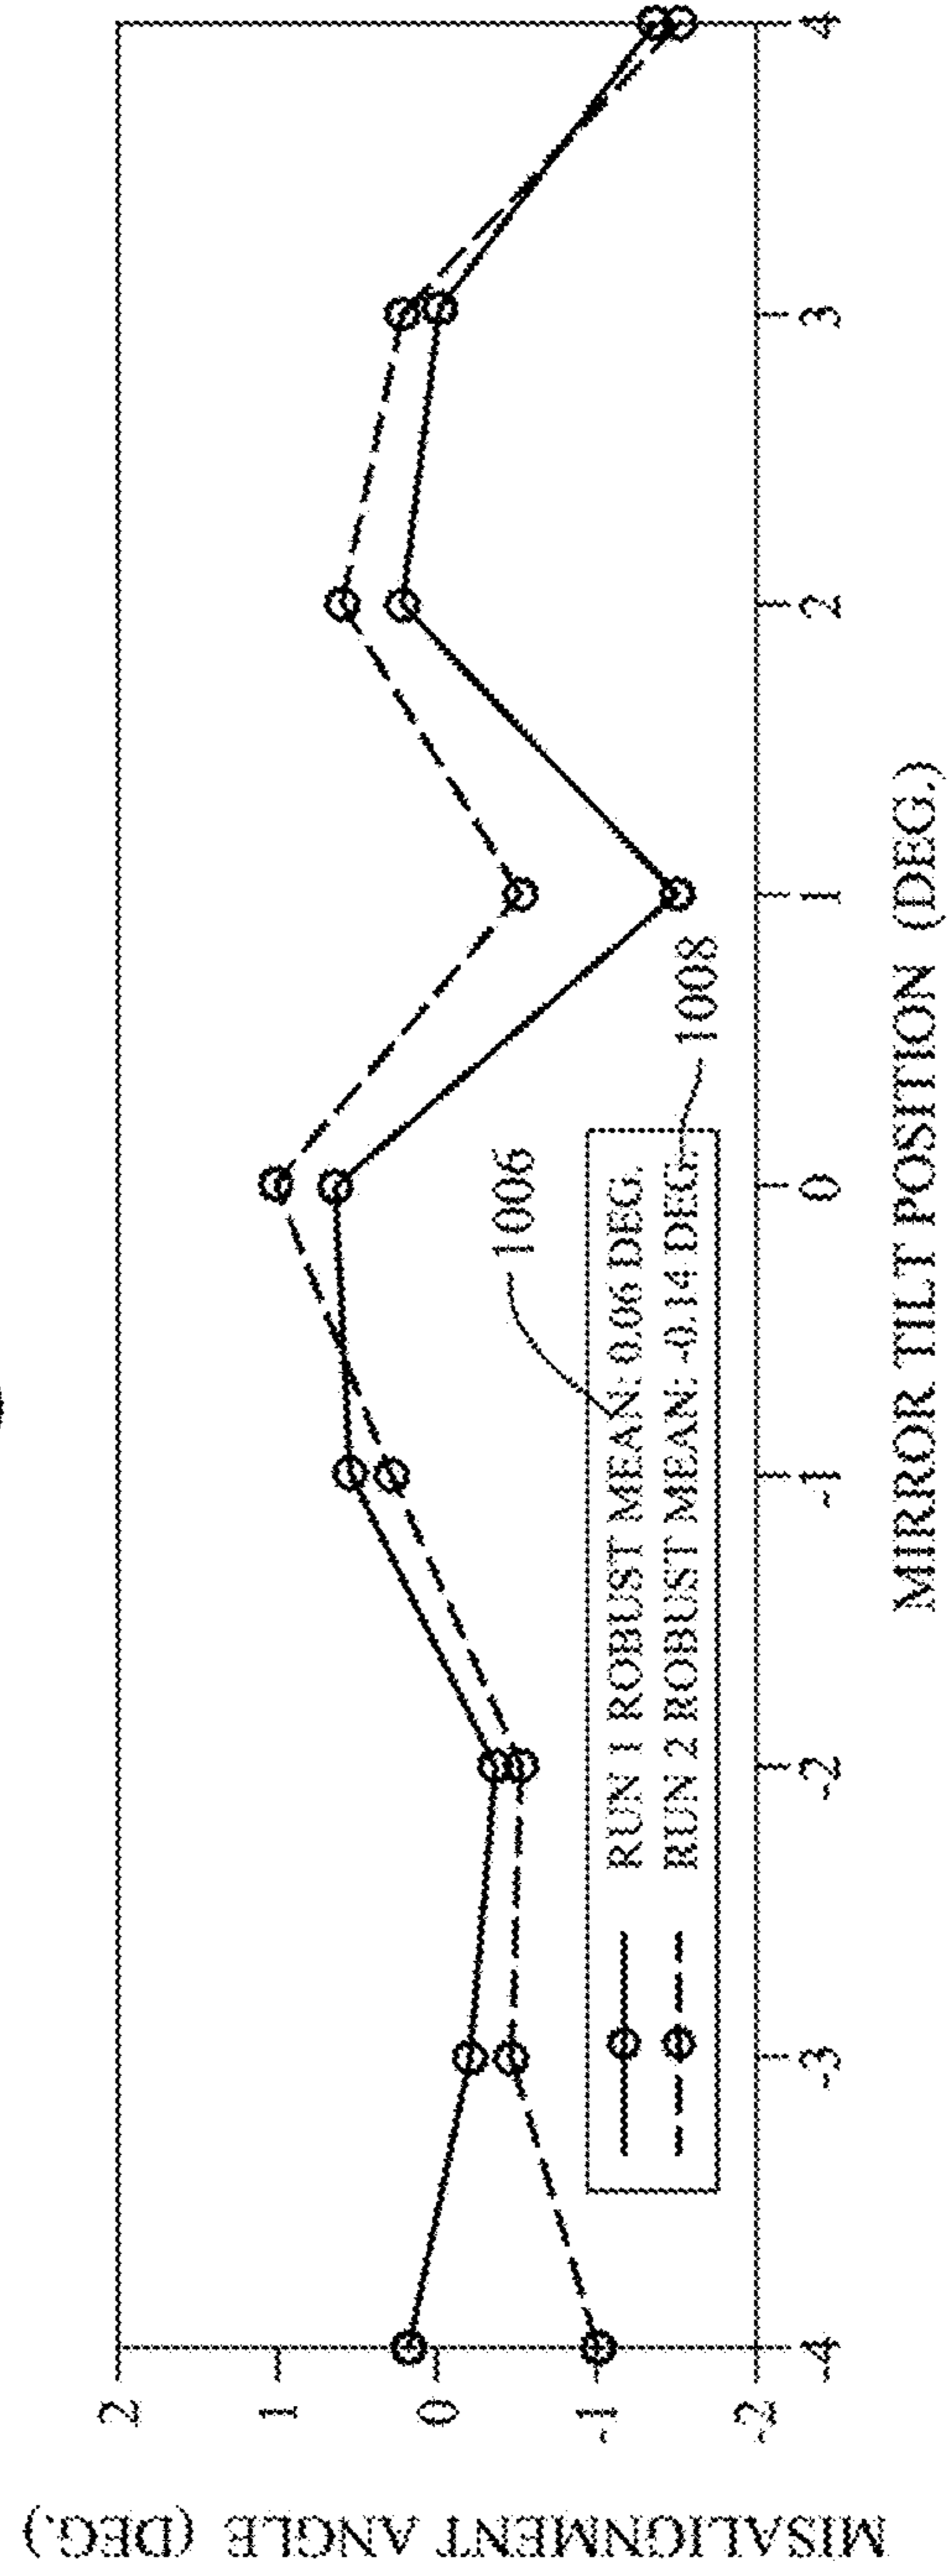 MISALIGNMENT ANGLE (DEG.)
2
1
0
-1
-2
1006
RUN 1 ROBUST MEAN: 0.06 DEG.
RUN 2 ROBUST MEAN: -0.14 DEG.
1008
-4 -3 -2 -1 0 1 2 3 4
MIRROR TILT POSITION (DEG.)